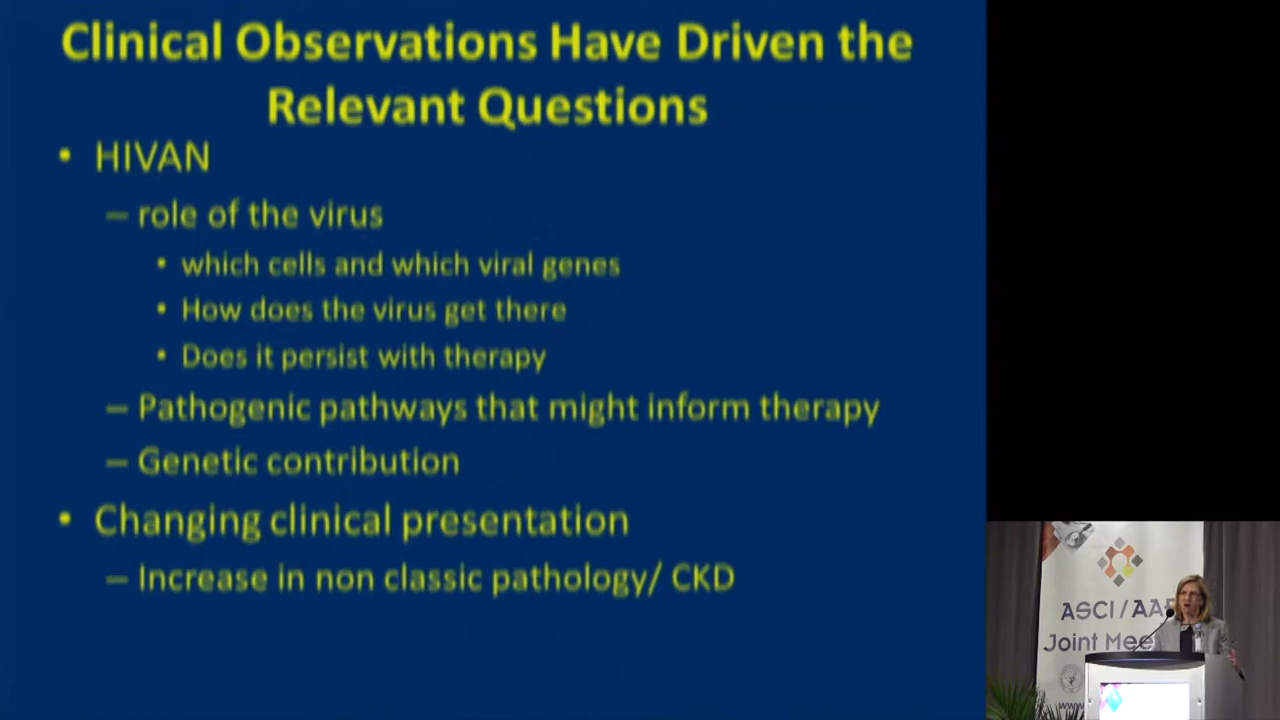 Clinical Observations Have Driven the
Relevant Questions
• HIVAN
– role of the virus
• which cells and which viral genes
• How does the virus get there
• Does it persist with therapy
– Pathogenic pathways that might inform therapy
– Genetic contribution
• Changing clinical presentation
– Increase in non classic pathology/ CKD
ASCI / AA
Joint Mee